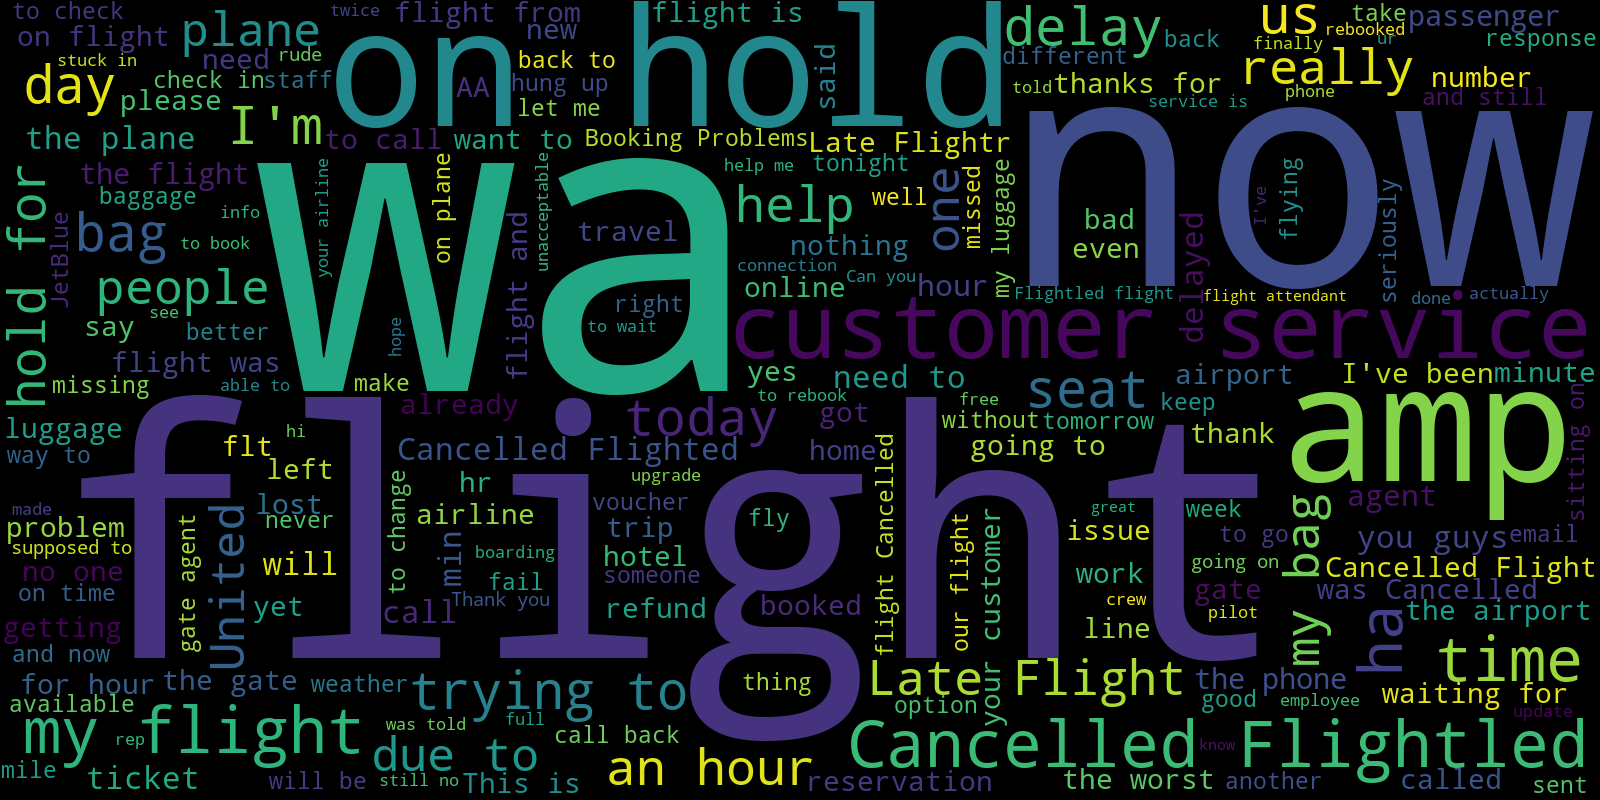 to check
twice
flight from
flight is
delay
us
take
passenger
on flight
plane
on hold
new
different
rebooked
response
need
rude
back to
back
finally
ur
stuck in
day
check in
staff
AA
hung up
said
told
thanks for
really
number
please
let me
service is
phone
and still
the plane
I'm
to call
want to
Booking Problems
Late Flightr
now
the flight
wa
on plane
unacceptable
help me
tonight
hold for
baggage
your airline
flight and
help
well
one
missed
my luggage
bad
I've
flying
seriously
delayed
JetBlue
bag
info
to book
travel
nothing
even
connection
Can you
hour
online
Flightled flight
flight attendant
done
actually
people
see
say
better
hope
right
to wait
customer service
flight was
missing
able to
make
yes
need to
seat
airport
I've been
minute
to rebook
free
keep
already
today
got
without
tomorrow
amp
sitting on
luggage
hi
flt
Cancelled Flighted
home
going to
thank
way to
left
flight
lost
hr
upgrade
voucher
fly
great
week
agent
made
problem
never
airline
to change
min
trip
flight Cancelled
our flight
your customer
issue
to go
my bag
you guys
email
supposed to
gate agent
United
will
boarding
hotel
going on
Cancelled Flight
no one
fail
someone
work
gate
was Cancelled
on time
yet
Thank you
call
refund
booked
crew
pilot
ha
the airport
getting
line
and now
time
for hour
the gate
weather
trying to
thing
Late Flight
the phone
waiting for
available
option
good
employee
update
my flight
rep
was told
full
call back
Cancelled Flightled
know
due to
mile
ticket
will be
still no
This is
an hour
reservation
the worst
another
called
sent